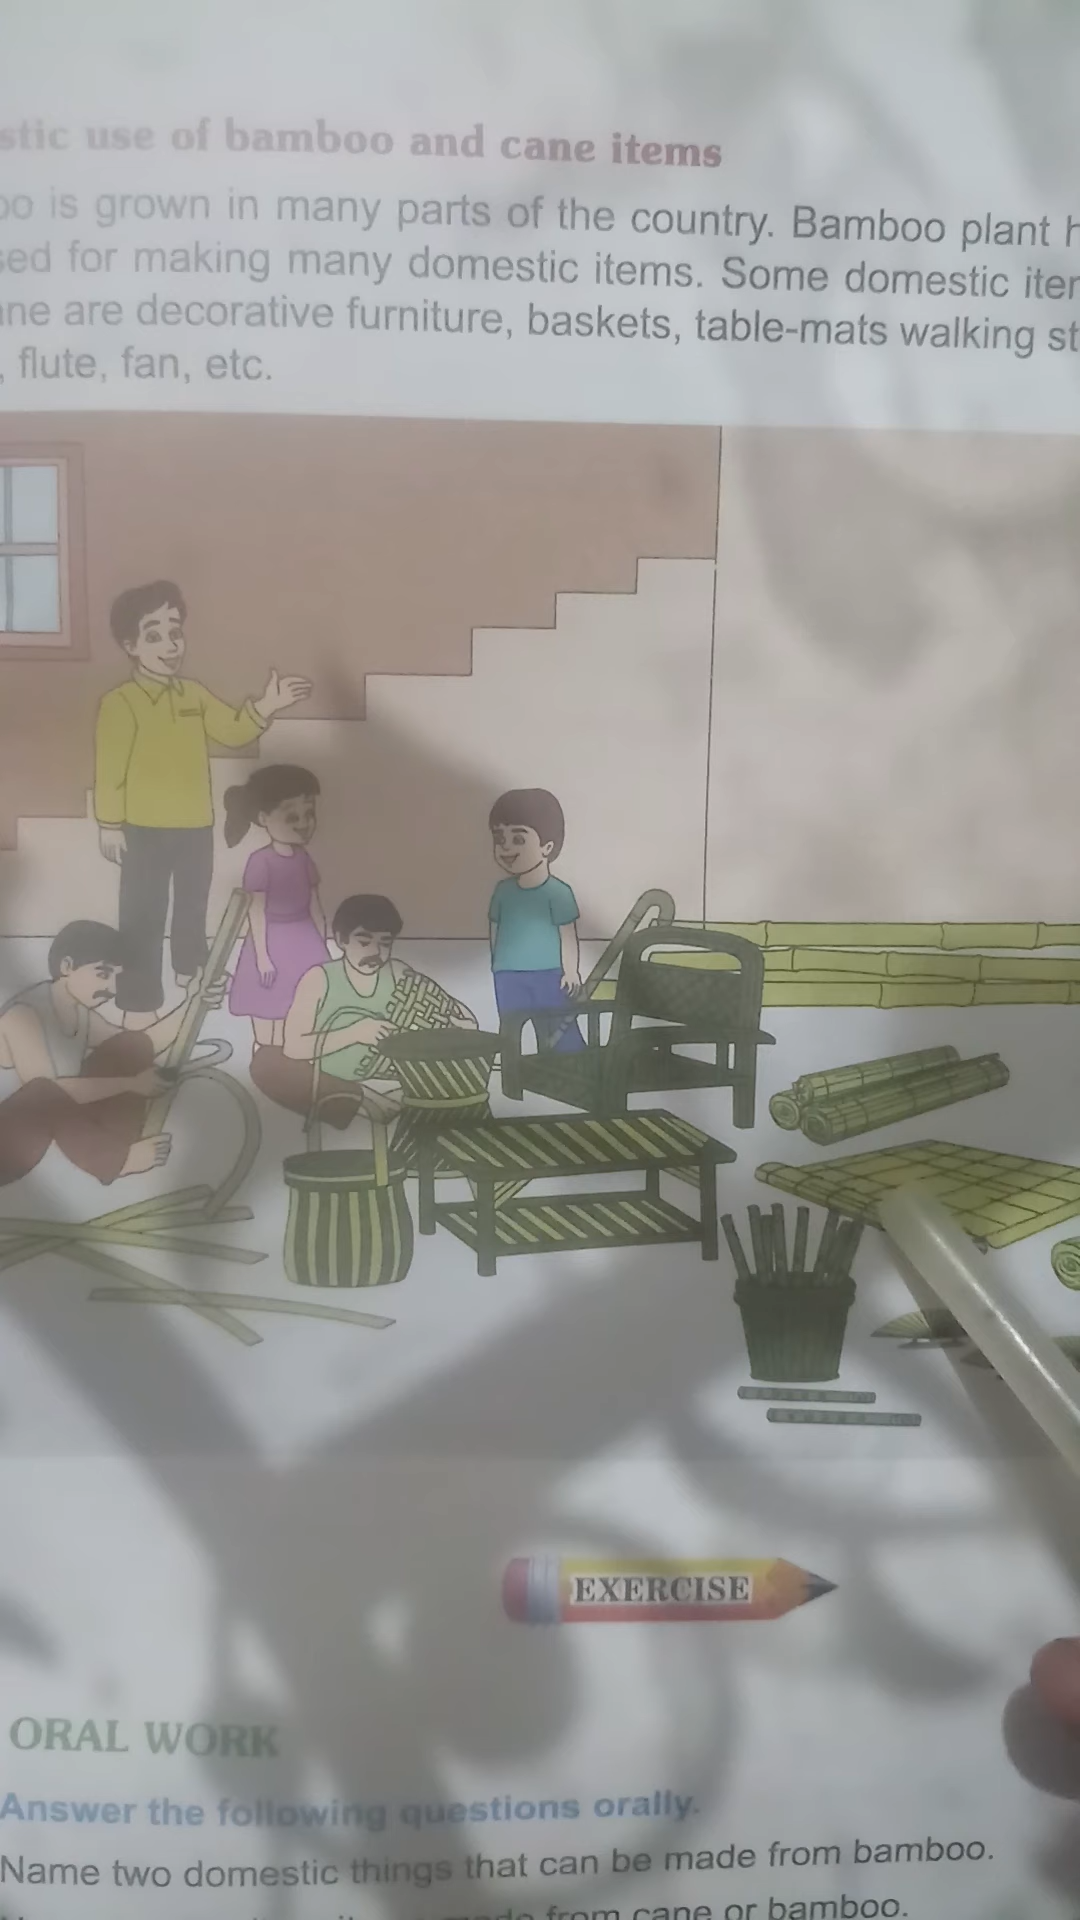 stic use of bamboo and cane items
oo is grown in many parts of the country. Bamboo plant h
sed for making many domestic items. Some domestic iter
ane are decorative furniture, baskets, table-mats walking st
, flute, fan, etc.
EXERCISE
ORAL WORK
Answer the following questions orally.
Name two domestic things that can be made from bamboo.
from cane or bamboo.